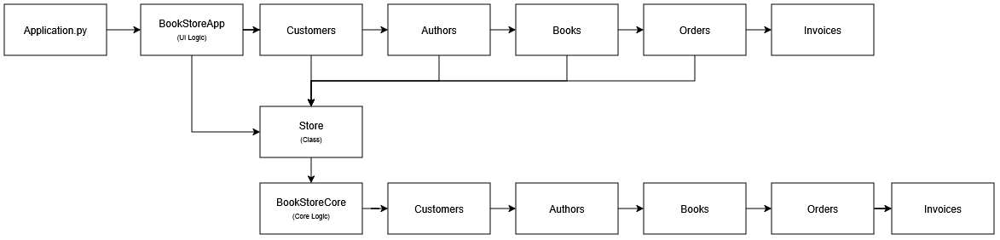 Application.py
BookStoreApp
(UI Logic)
Customers
Authors
Books
Orders
Invoices
Store
(Class)
BookStoreCore
(Core Logic)
Customers
Authors
Books
Orders
Invoices